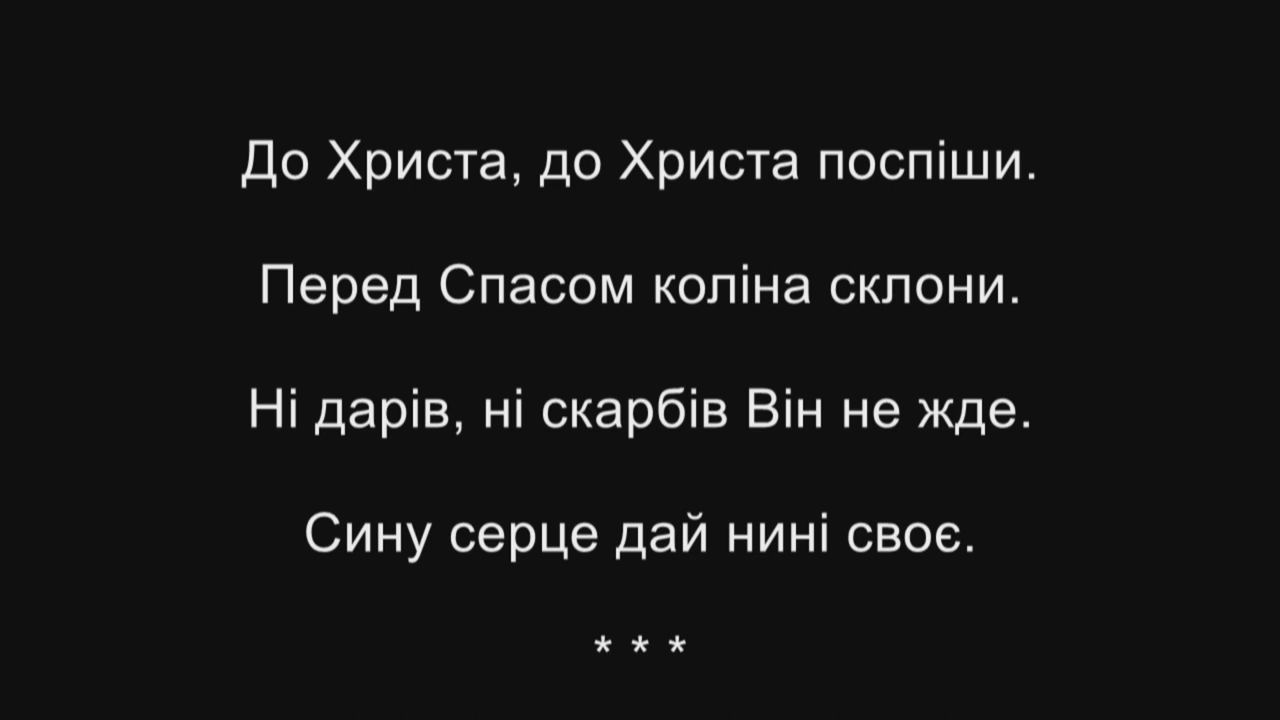 До Христа, до Христа поспіши.
Перед Спасом коліна склони.
Ні дарів, ні скарбів Він не жде.
Сину серце дай нині своє.
* * *